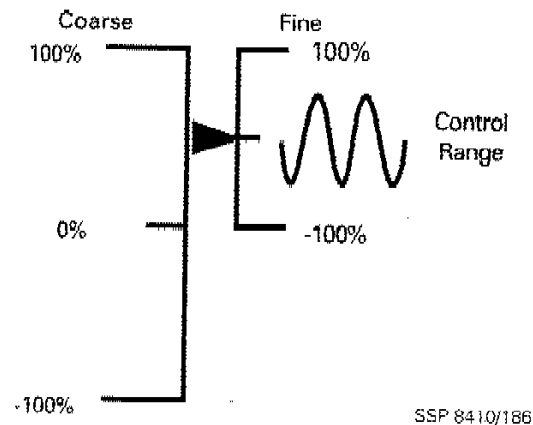 Coarse
Fine
100%
100%
Control
Range
0%
-100%
-100%
SSP 8410/186